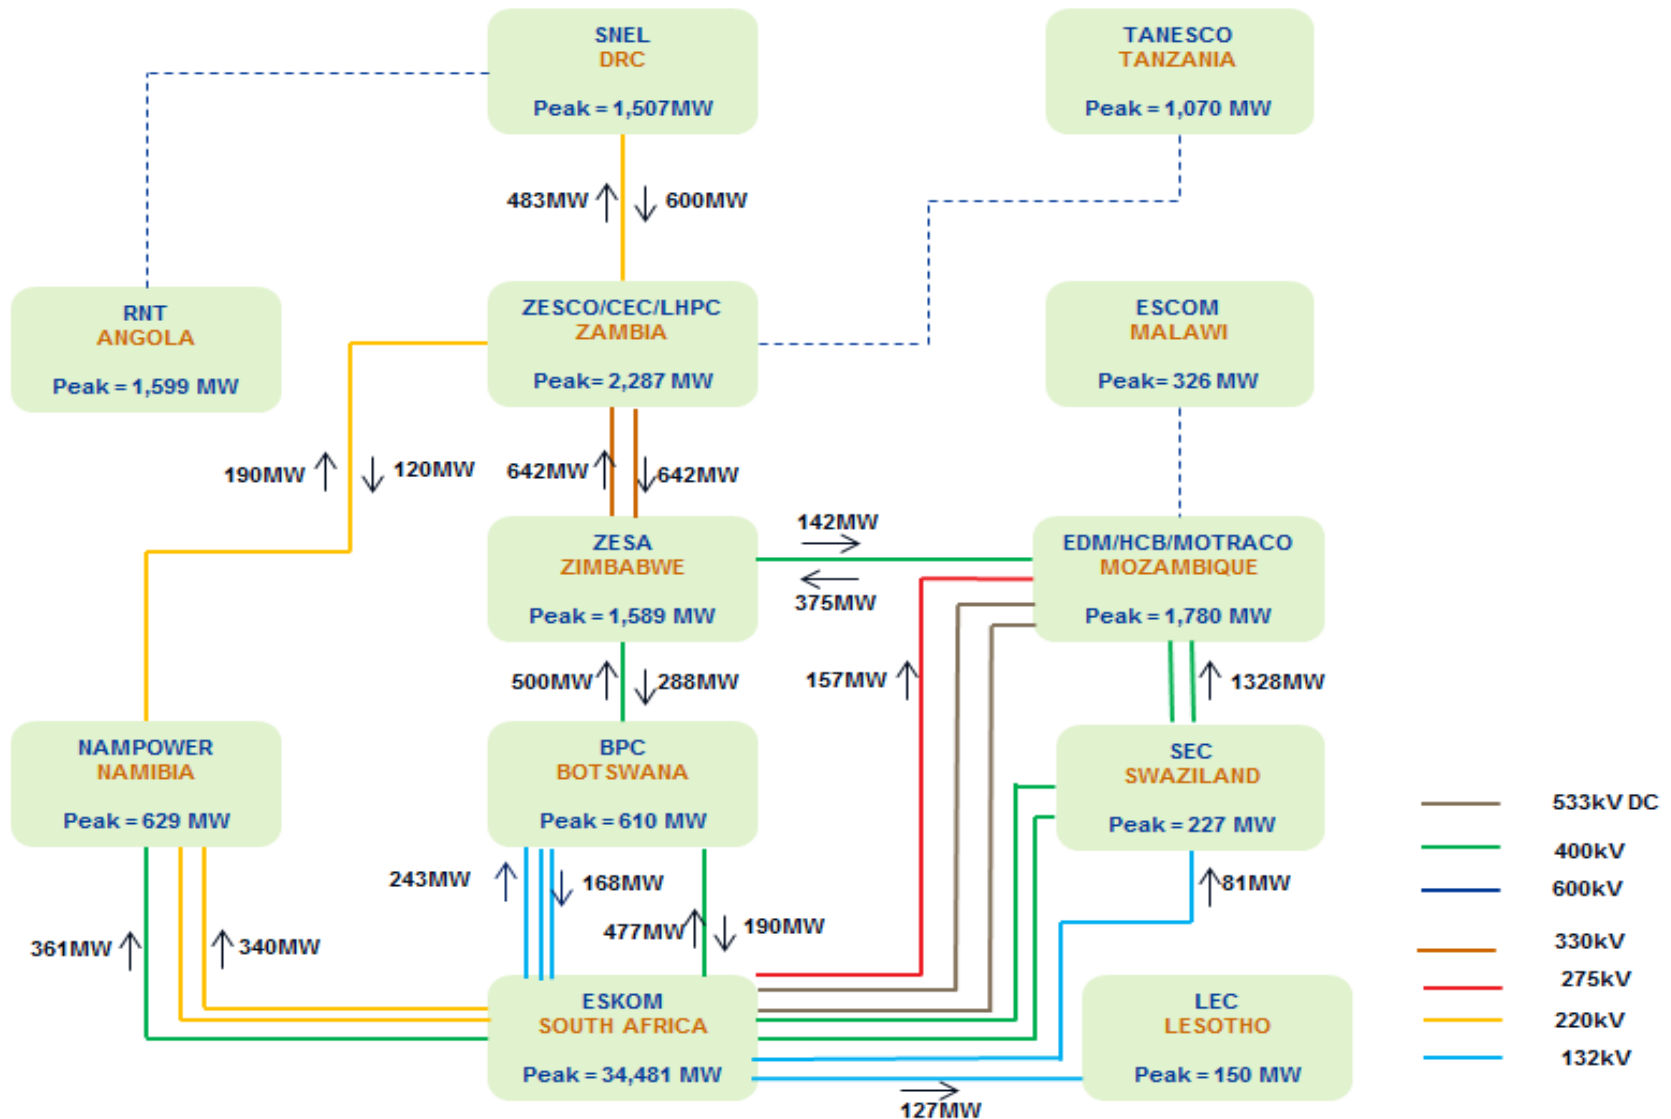 SNEL
DRC
Peak = 1,507MW
TANESCO
TANZANIA
Peak = 1,070 MW
483MW
600MW
RNT
ANGOLA
Peak = 1,599 MW
ZESCO/CEC/LHPC
ZAMBIA
Peak= 2,287 MW
ESCOM
MALAWI
Peak= 326 MW
190MW
120MW
642MW
642MW
142MW
375MW
ZESA
ZIMBABWE
Peak = 1,589 MW
EDM/HCB/MOTRACO
MOZAMBIQUE
Peak = 1,780 MW
500MW
288MW
157MW
1328MW
NAMPOWER
NAMIBIA
Peak = 629 MW
BPC
BOTSWANA
Peak = 610 MW
SEC
SWAZILAND
Peak = 227 MW
243MW
168MW
81MW
361MW
340MW
477MW
190MW
ESKOM
SOUTH AFRICA
Peak = 34,481 MW
LEC
LESOTHO
Peak = 150 MW
127MW
533kV DC
400kV
600kV
330kV
275kV
220kV
132kV